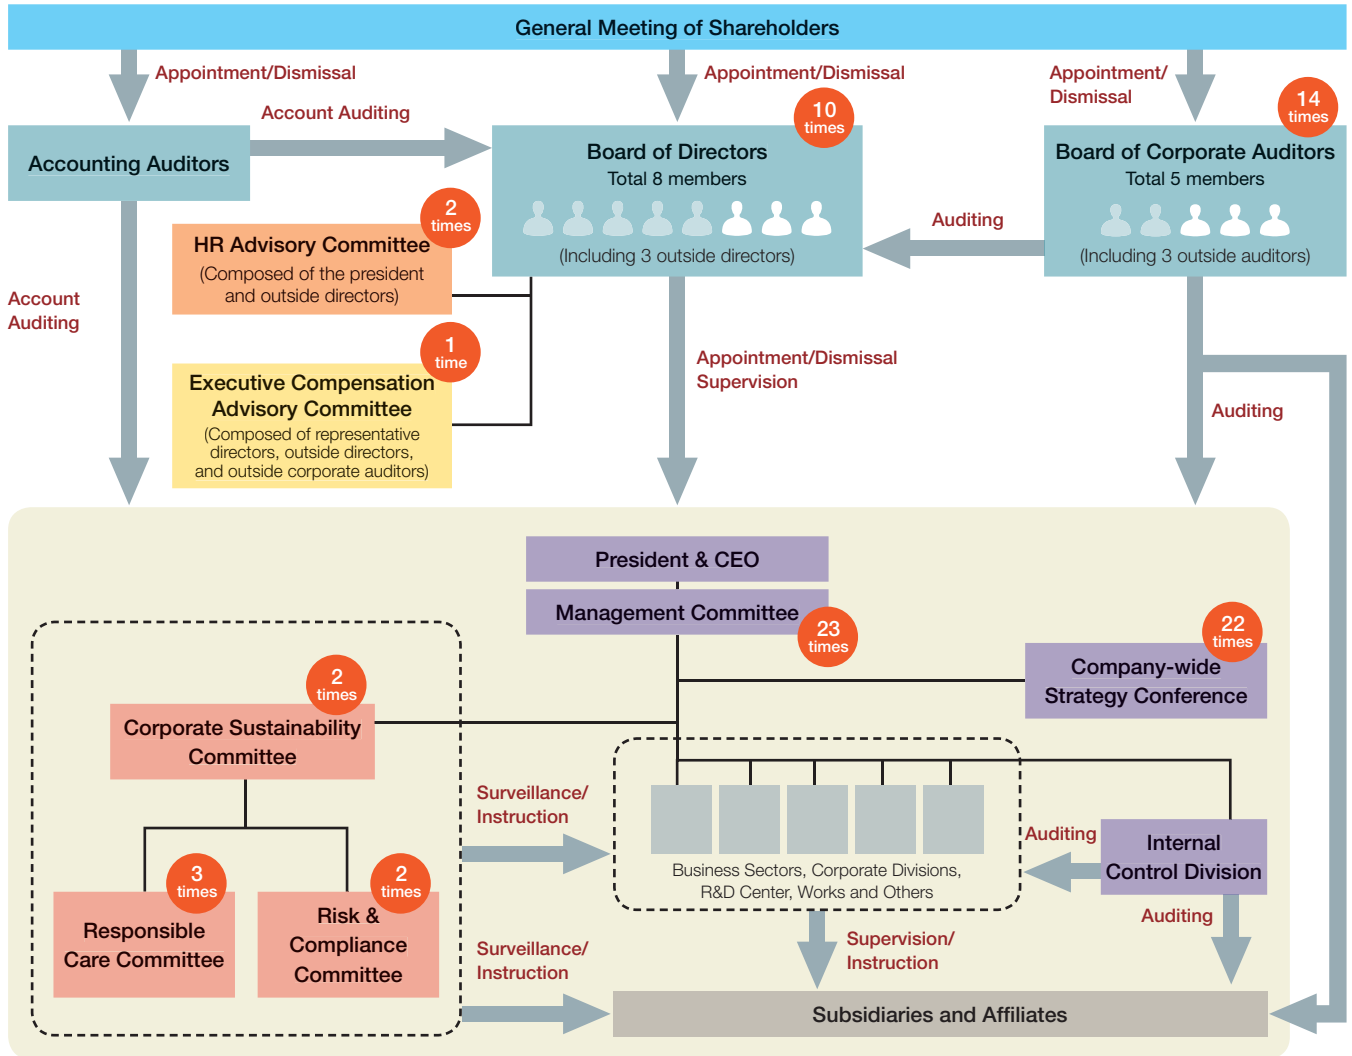 General Meeting of Shareholders
Appointment/Dismissal
Appointment/Dismissal
Appointment/
Dismissal
Account Auditing
10
times
14
times
Accounting Auditors
Board of Directors
Total 8 members
(Including 3 outside directors)
Board of Corporate Auditors
Total 5 members
(Including 3 outside auditors)
Auditing
2
times
HR Advisory Committee
(Composed of the president
and outside directors)
Account
Auditing
1
time
Executive Compensation
Advisory Committee
(Composed of representative
directors, outside directors,
and outside corporate auditors)
Appointment/Dismissal
Supervision
Auditing
President & CEO
Management Committee
23
times
22
times
Company-wide
Strategy Conference
2
times
Corporate Sustainability
Committee
Surveillance/
Instruction
3
times
Responsible
Care Committee
2
times
Risk &
Compliance
Committee
Business Sectors, Corporate Divisions,
R&D Center, Works and Others
Auditing
Internal
Control Division
Auditing
Surveillance/
Instruction
Supervision/
Instruction
Subsidiaries and Affiliates